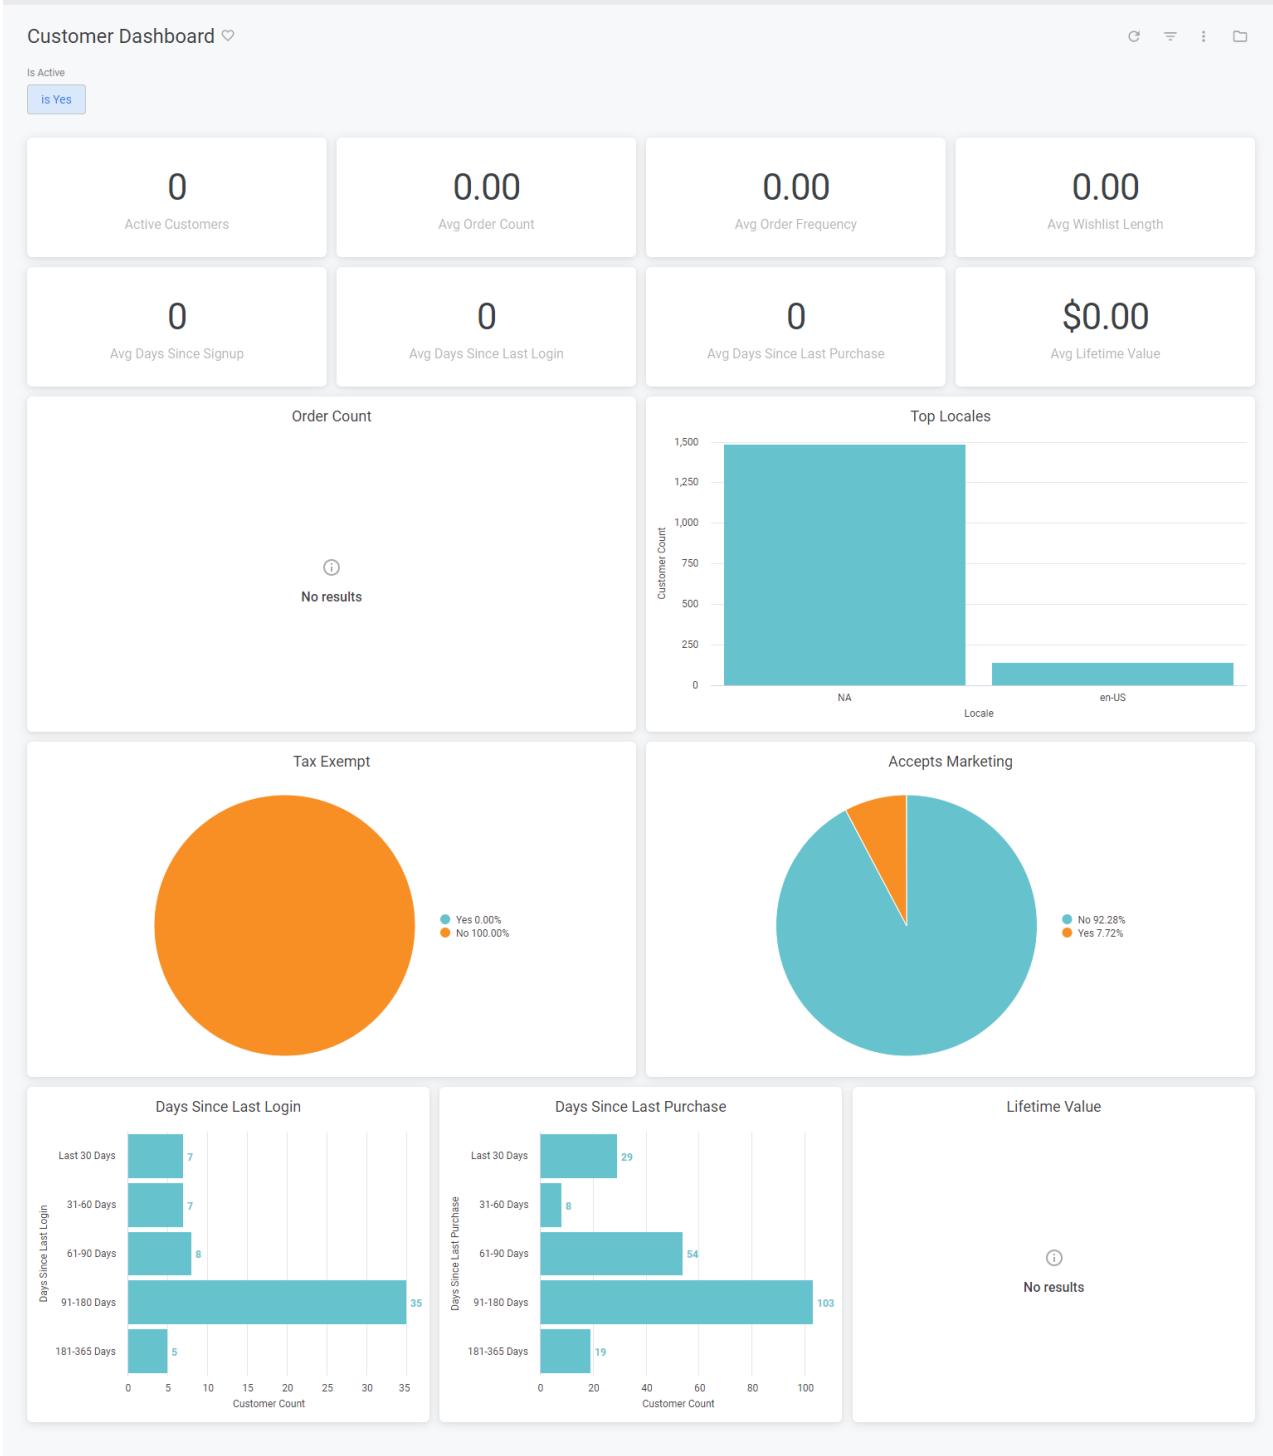 Customer Dashboard
Is Active
is Yes
0
Active Customers
0.00
Avg Order Count
0.00
Avg Order Frequency
0.00
Avg Wishlist Length
0
Avg Days Since Signup
0
Avg Days Since Last Login
0
Avg Days Since Last Purchase
$0.00
Avg Lifetime Value
Order Count
No results
Top Locales
Customer Count
1,500
1,250
1,000
750
500
250
0
NA
en-US
Locale
Tax Exempt
Yes 0.00%
No 100.00%
Accepts Marketing
No 92.28%
Yes 7.72%
Days Since Last Login
Days Since Last Login
Last 30 Days
7
31-60 Days
7
61-90 Days
8
91-180 Days
35
181-365 Days
5
0 5 10 15 20 25 30 35
Customer Count
Days Since Last Purchase
Days Since Last Purchase
Last 30 Days
29
31-60 Days
8
61-90 Days
54
91-180 Days
103
181-365 Days
19
0 20 40 60 80 100
Customer Count
Lifetime Value
No results